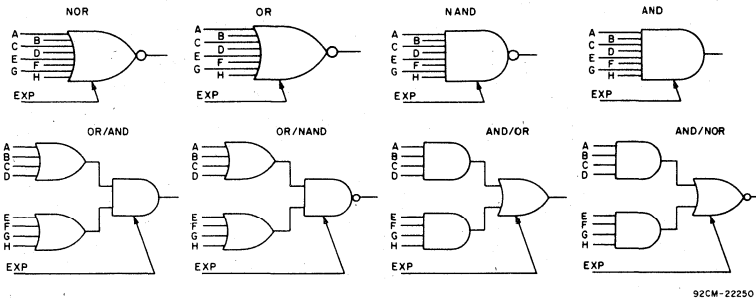 NOR
A
B
C
D
E
F
G
H
EXP
OR
A
B
C
D
E
F
G
H
EXP
NAND
A
B
C
D
E
F
G
H
EXP
AND
A
B
C
D
E
F
G
H
EXP
OR/AND
A
B
C
D
E
F
G
H
EXP
OR/NAND
A
B
C
D
E
F
G
H
EXP
AND/OR
A
B
C
D
E
F
G
H
EXP
AND/NOR
A
B
C
D
E
F
G
H
EXP
92CM-22250